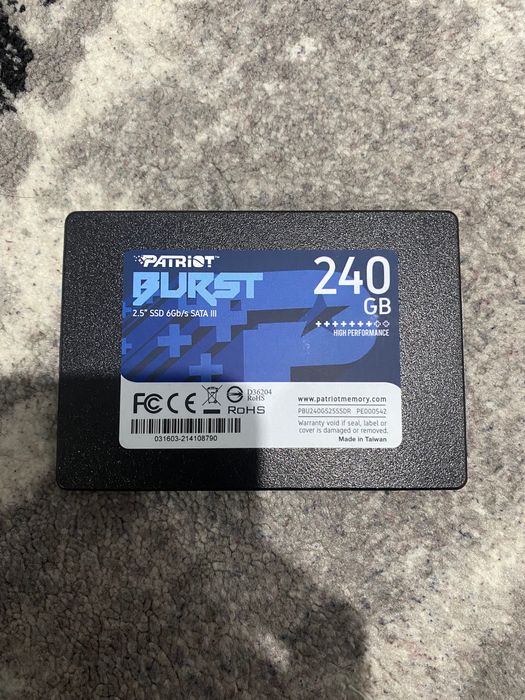 PATRIOT™
BURST
2.5" SSD 6Gb/s SATA III
240
GB
HIGH PERFORMANCE
FC CE
D36204
RoHS
RoHS
www.patriotmemory.com
PBU240GS25SSDR PE000542
Warranty void if seal, label or
cover is damaged or removed.
Made in Taiwan
031603-214108790